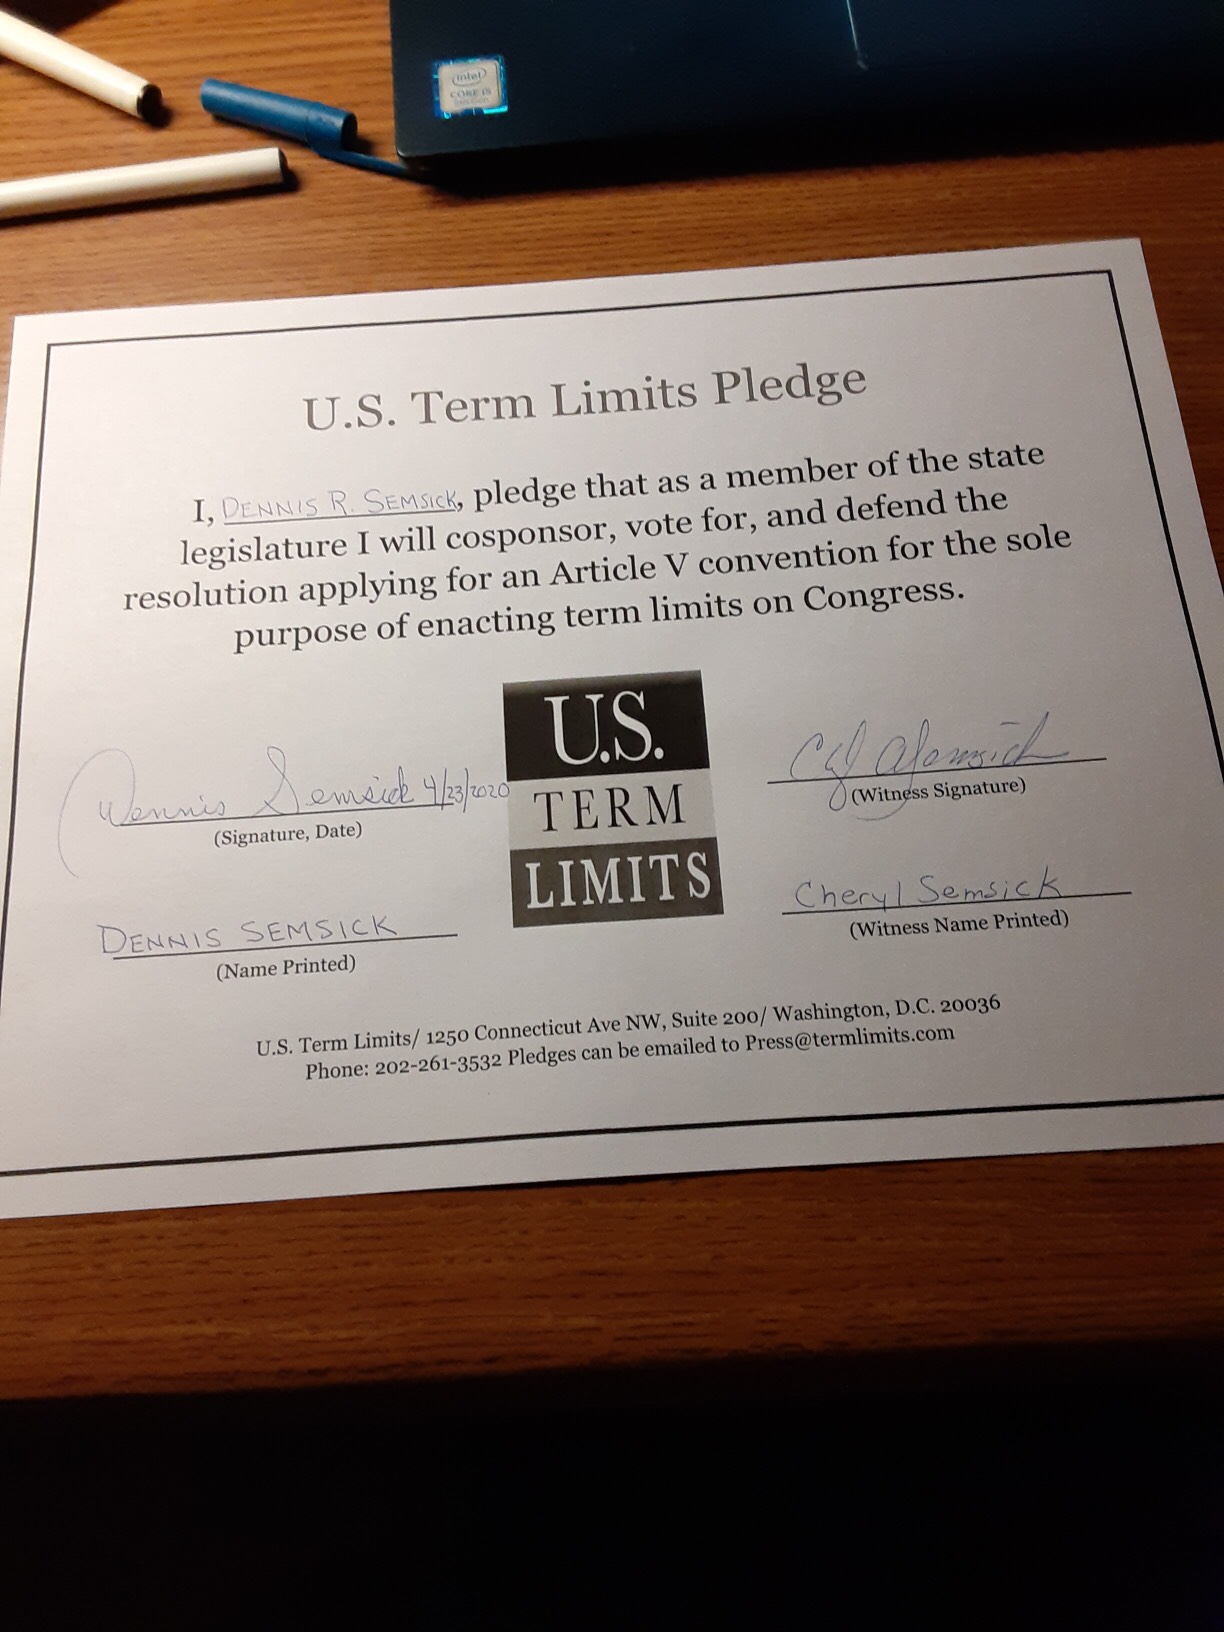 intel
CORE i5
U.S. Term Limits Pledge
I, DENNIS R. SEMSICK, pledge that as a member of the state
legislature I will cosponsor, vote for, and defend the
resolution applying for an Article V convention for the sole
purpose of enacting term limits on Congress.
U.S.
TERM
LIMITS
Dennis Semsick 4/23/2020
(Signature, Date)
(Witness Signature)
DENNIS SEMSICK
(Name Printed)
Cheryl Semsick
(Witness Name Printed)
U.S. Term Limits/ 1250 Connecticut Ave NW, Suite 200/ Washington, D.C. 20036
Phone: 202-261-3532 Pledges can be emailed to Press@termlimits.com